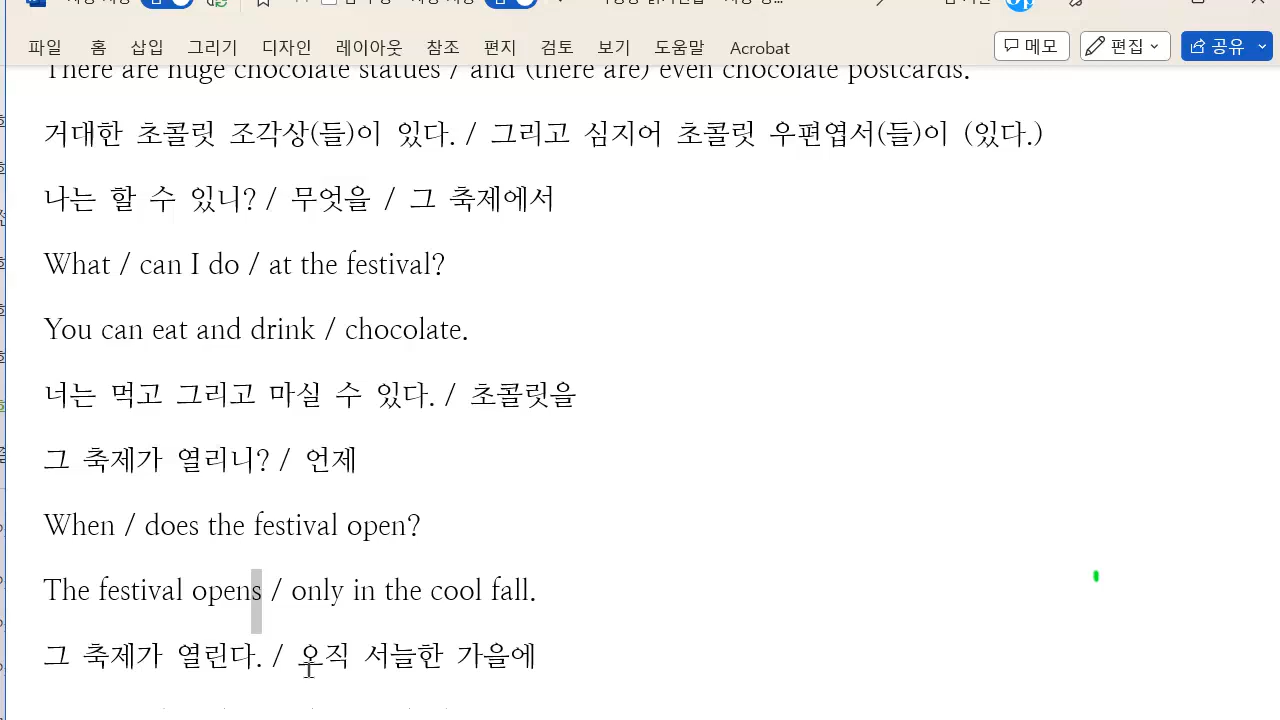 파일 홈 삽입 그리기 디자인 레이아웃 참조 편지 검토 보기 도움말 Acrobat 메모 편집 공유
There are huge chocolate statues / and (there are) even chocolate postcards.
거대한 초콜릿 조각상(들)이 있다. / 그리고 심지어 초콜릿 우편엽서(들)이 (있다.)
나는 할 수 있니? / 무엇을 / 그 축제에서
What / can I do / at the festival?
You can eat and drink / chocolate.
너는 먹고 그리고 마실 수 있다. / 초콜릿을
그 축제가 열리니? / 언제
When / does the festival open?
The festival opens / only in the cool fall.
그 축제가 열린다. / 오직 서늘한 가을에